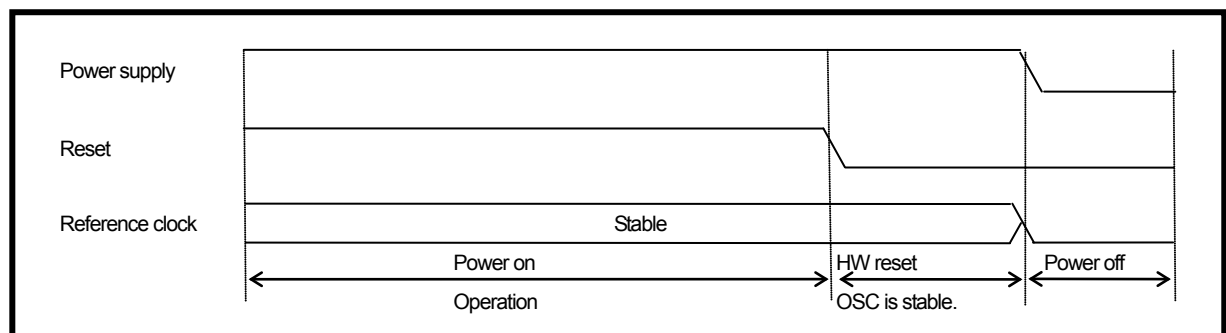 Power supply
Reset
Reference clock
Stable
Power on
HW reset
Power off
Operation
OSC is stable.